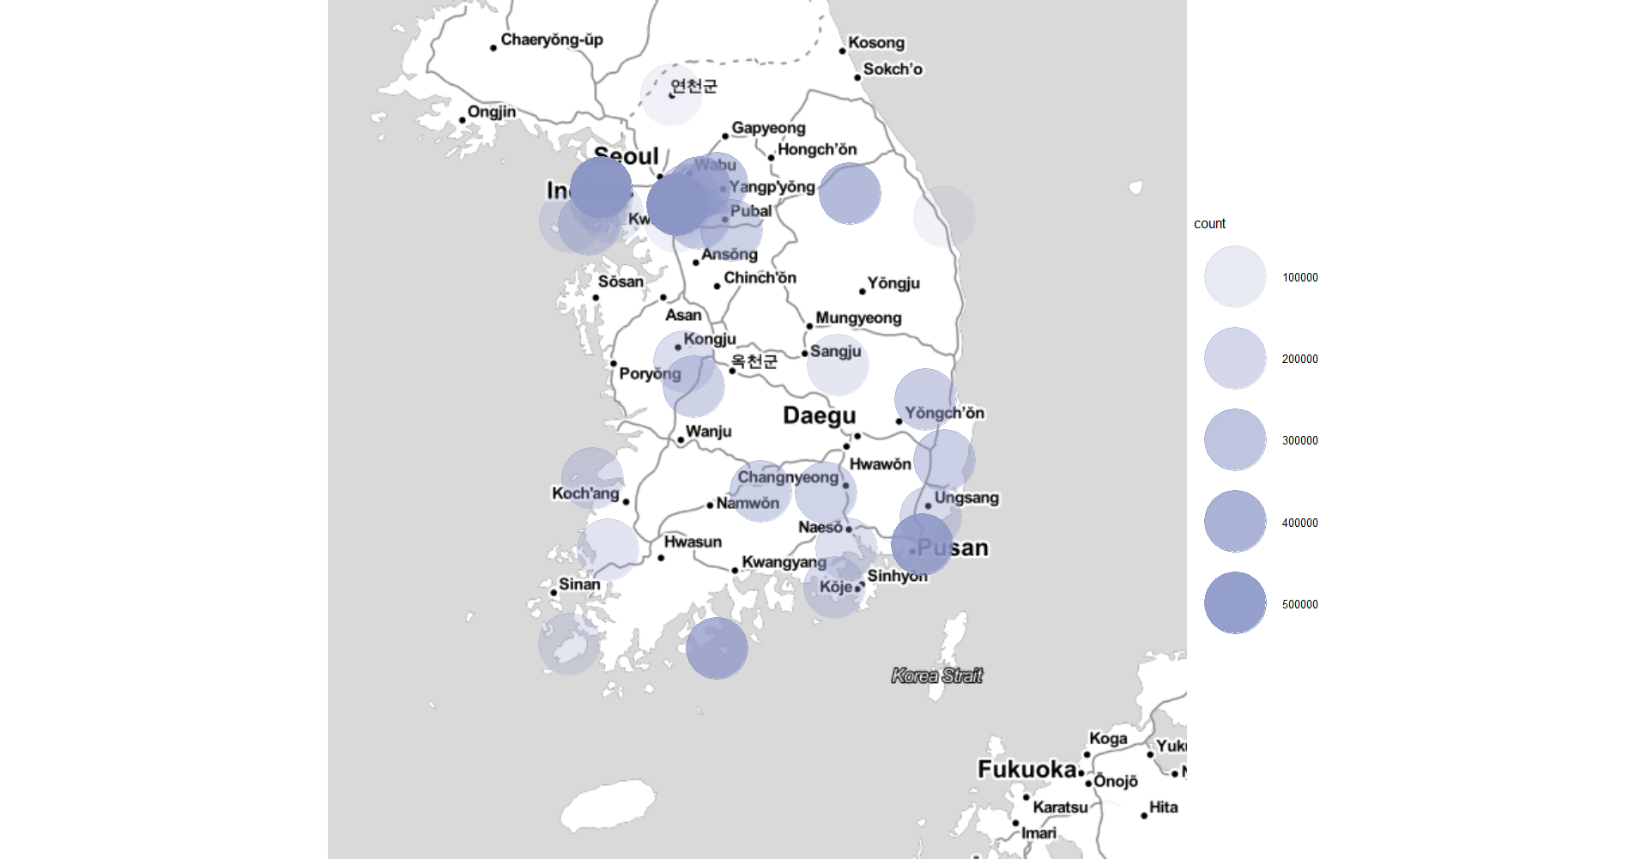 Chaeryŏng-ŭp
Kosong
Sokch'o
연천군
Ongjin
Gapyeong
Hongch'ŏn
Seoul
Wabu
Yangp'yŏng
Pubal
Ansŏng
Chinch'ŏn
Sŏsan
Yŏngju
Asan
Mungyeong
Kongju
Sangju
옥천군
Poryŏng
Daegu
Yŏngch'ŏn
Wanju
Hwawŏn
Changnyeong
Koch'ang
Namwŏn
Ungsang
Naesŏ
Hwasun
Pusan
Kwangyang
Sinhyŏn
Sinan
Kŏje
Korea Strait
Koga
Fukuoka
Ōnojō
Karatsu
Hita
Imari
count
100000
200000
300000
400000
500000